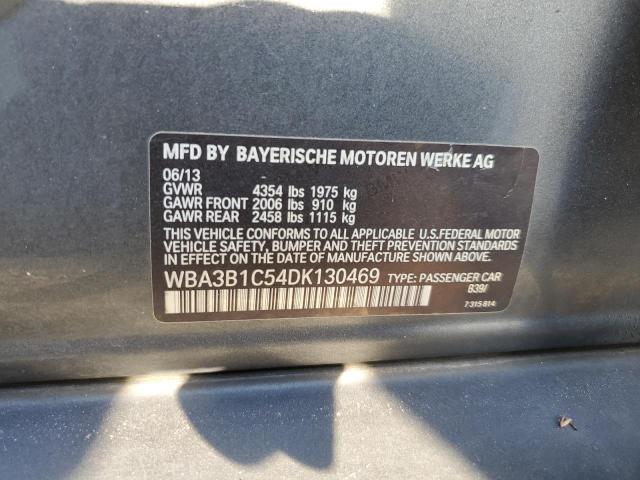 MFD BY BAYERISCHE MOTOREN WERKE AG
06/13
GVWR 4354 lbs 1975 kg
GAWR FRONT 2006 lbs 910 kg
GAWR REAR 2458 lbs 1115 kg
THIS VEHICLE CONFORMS TO ALL APPLICABLE U.S.FEDERAL MOTOR
VEHICLE SAFETY, BUMPER AND THEFT PREVENTION STANDARDS
IN EFFECT ON THE DATE OF MANUFACTURE SHOWN ABOVE.
WBA3B1C54DK130469 TYPE: PASSENGER CAR
B39/
7 315 814